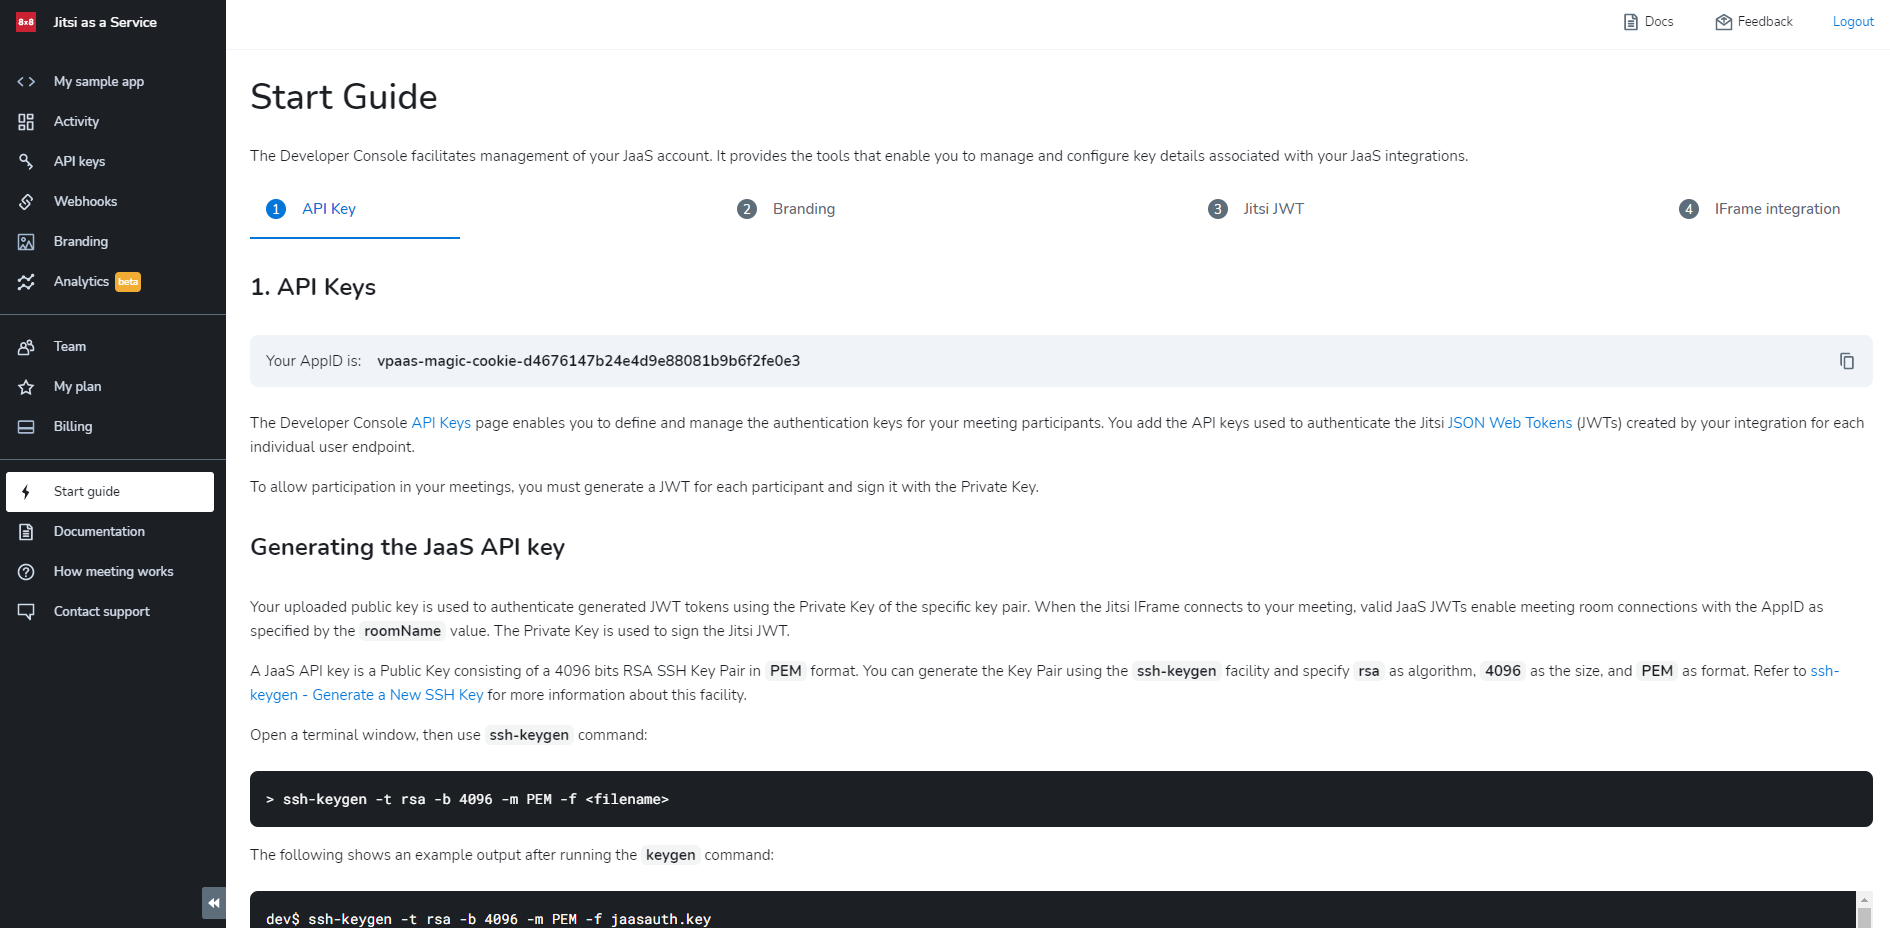 8x8 Jitsi as a Service
Docs
Feedback
Logout
My sample app
Activity
API keys
Webhooks
Branding
Analytics beta
Team
My plan
Billing
Start guide
Documentation
How meeting works
Contact support
Start Guide
The Developer Console facilitates management of your JaaS account. It provides the tools that enable you to manage and configure key details associated with your JaaS integrations.
1 API Key
2 Branding
3 Jitsi JWT
4 IFrame integration
1. API Keys
Your AppID is: vpaas-magic-cookie-d4676147b24e4d9e88081b9b6f2fe0e3
The Developer Console API Keys page enables you to define and manage the authentication keys for your meeting participants. You add the API keys used to authenticate the Jitsi JSON Web Tokens (JWTs) created by your integration for each
individual user endpoint.
To allow participation in your meetings, you must generate a JWT for each participant and sign it with the Private Key.
Generating the JaaS API key
Your uploaded public key is used to authenticate generated JWT tokens using the Private Key of the specific key pair. When the Jitsi IFrame connects to your meeting, valid JaaS JWTs enable meeting room connections with the AppID as
specified by the roomName value. The Private Key is used to sign the Jitsi JWT.
A JaaS API key is a Public Key consisting of a 4096 bits RSA SSH Key Pair in PEM format. You can generate the Key Pair using the ssh-keygen facility and specify rsa as algorithm, 4096 as the size, and PEM as format. Refer to ssh-
keygen - Generate a New SSH Key for more information about this facility.
Open a terminal window, then use ssh-keygen command:
> ssh-keygen -t rsa -b 4096 -m PEM -f <filename>
The following shows an example output after running the keygen command:
dev$ ssh-keygen -t rsa -b 4096 -m PEM -f jaasauth.key